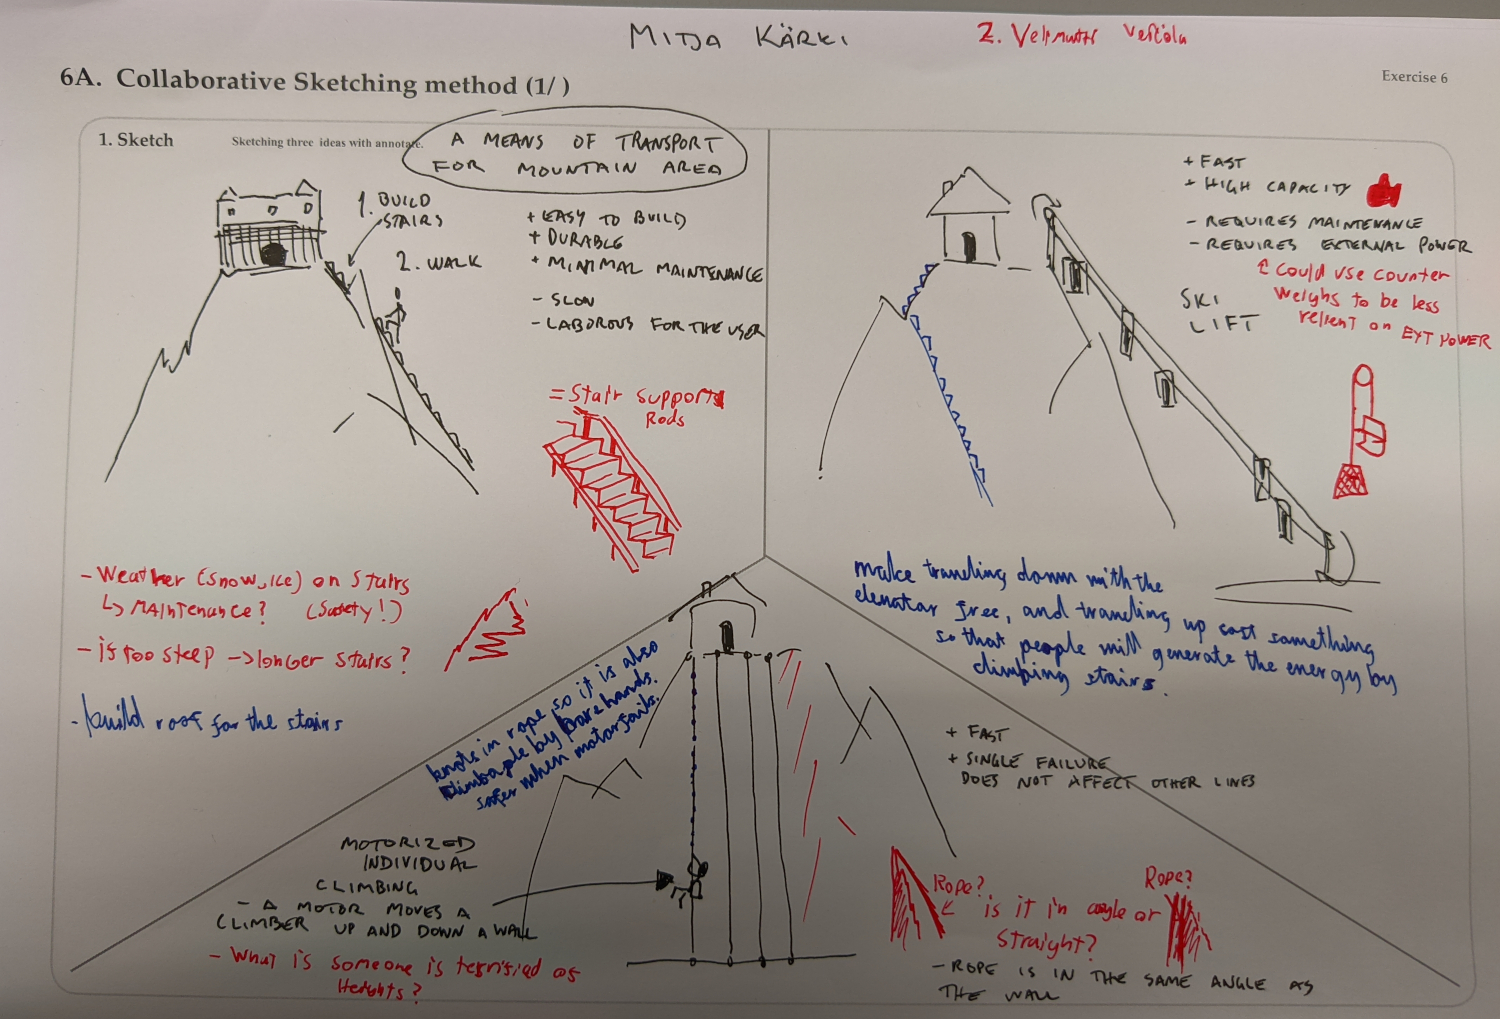 MITJA KÄRKI
2.
6A. Collaborative Sketching method (1/ )
Exercise 6
1. Sketch
Sketching three ideas with annotate.
A MEANS OF TRANSPORT
FOR MOUNTAIN AREA
1. BUILD
STAIRS
2. WALK
+ EASY TO BUILD
+ DURABLE
+ MINIMAL MAINTENANCE
- SLOW
- LABOROUS FOR THE USER
= Stair supports
Rods
- Weather (snow, ice) on stairs
↳ MAintenance? (Safety!)
- is too steep -> longer stairs?
- build roof for the stairs
+ FAST
+ HIGH CAPACITY
- REQUIRES MAINTENANCE
- REQUIRES EXTERNAL POWER
↑ Could use counter
weighs to be less
relient on EXT POWER
SKI
LIFT
make traveling down with the
elevator free, and traveling up cost something
so that people will generate the energy by
climbing stairs.
knots in rope, so it is also
climbable by bare hands.
safer when motor fails.
MOTORIZED
INDIVIDUAL
CLIMBING
- A MOTOR MOVES A
CLIMBER UP AND DOWN A WALL
- What is someone is terrified of
Heights?
+ FAST
+ SINGLE FAILURE
DOES NOT AFFECT OTHER LINES
Rope?
Rope?
is it in angle or
straight?
- ROPE IS IN THE SAME ANGLE AS
THE WALL